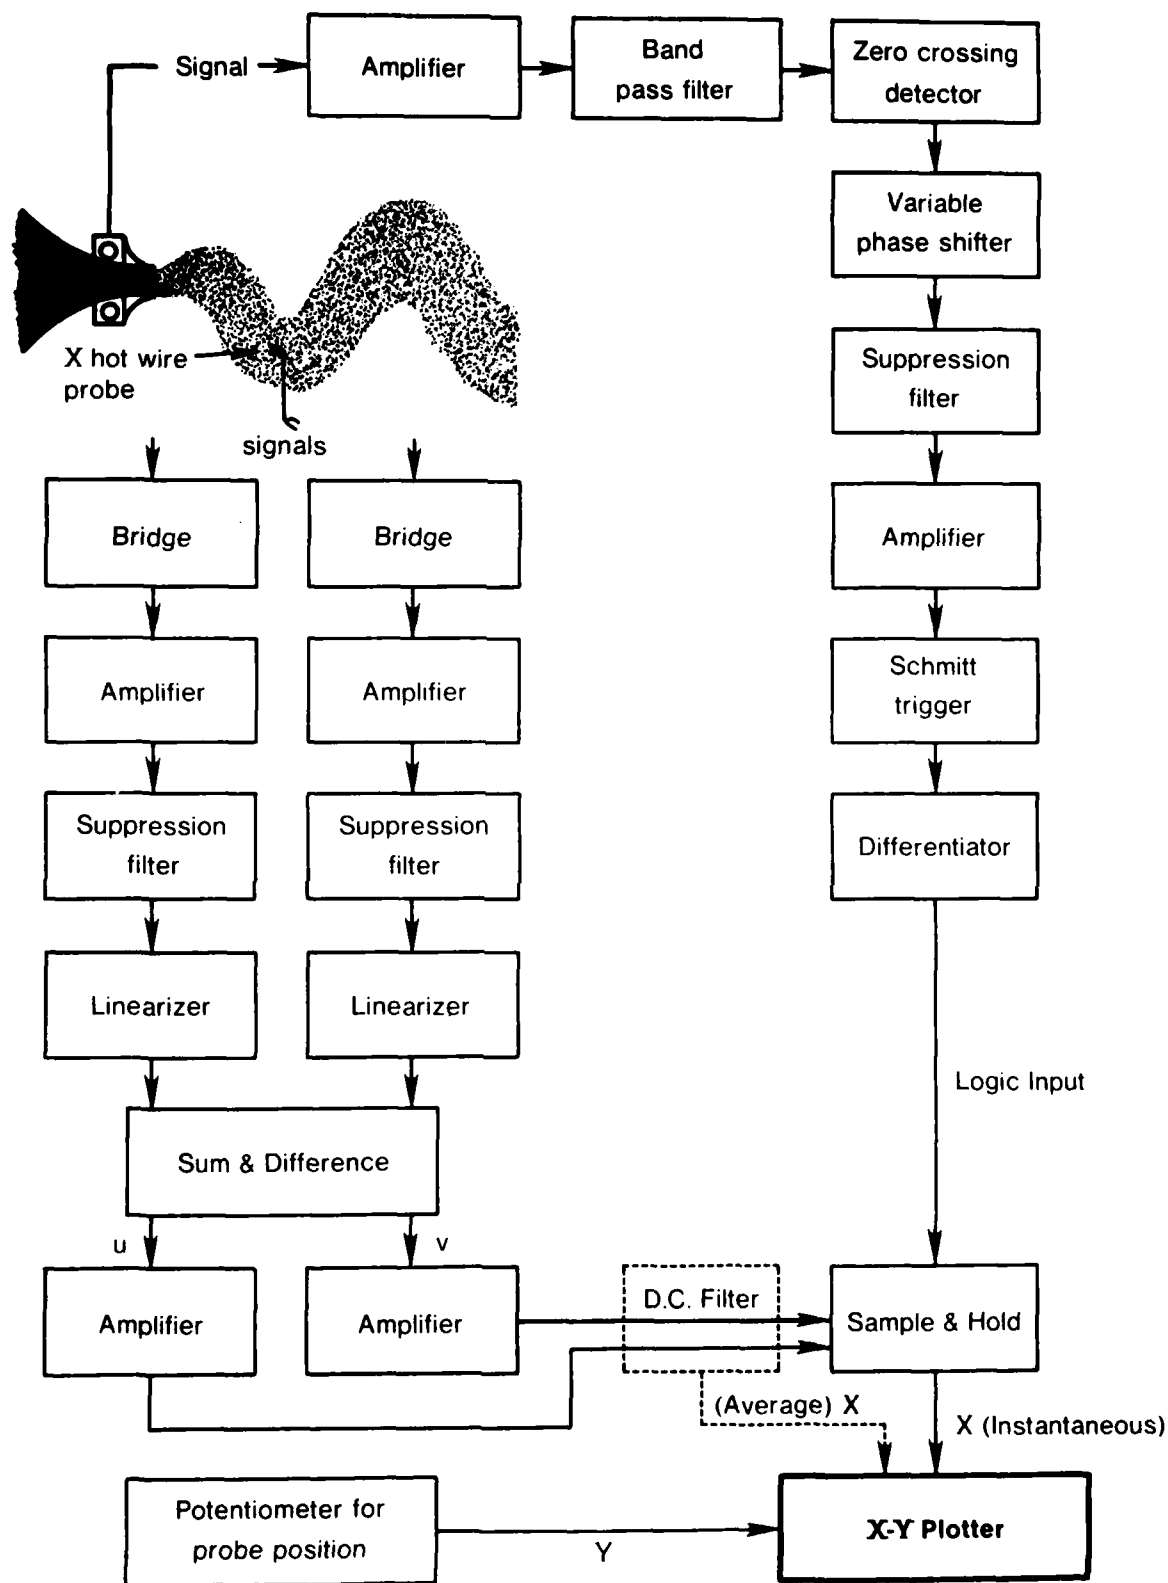 Signal
Amplifier
Band
pass filter
Zero crossing
detector
Variable
phase shifter
X hot wire
probe
signals
Suppression
filter
Bridge
Bridge
Amplifier
Amplifier
Amplifier
Schmitt
trigger
Suppression
filter
Suppression
filter
Differentiator
Linearizer
Linearizer
Logic Input
Sum & Difference
u
v
Amplifier
Amplifier
D.C. Filter
Sample & Hold
(Average) X
X (Instantaneous)
Potentiometer for
probe position
Y
X-Y Plotter